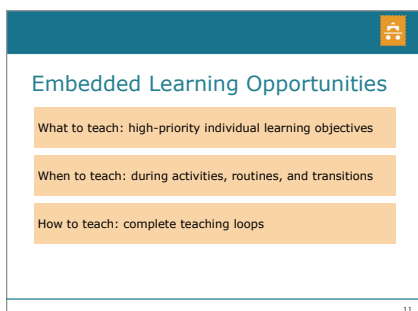 Embedded Learning Opportunities
What to teach: high-priority individual learning objectives
When to teach: during activities, routines, and transitions
How to teach: complete teaching loops
11